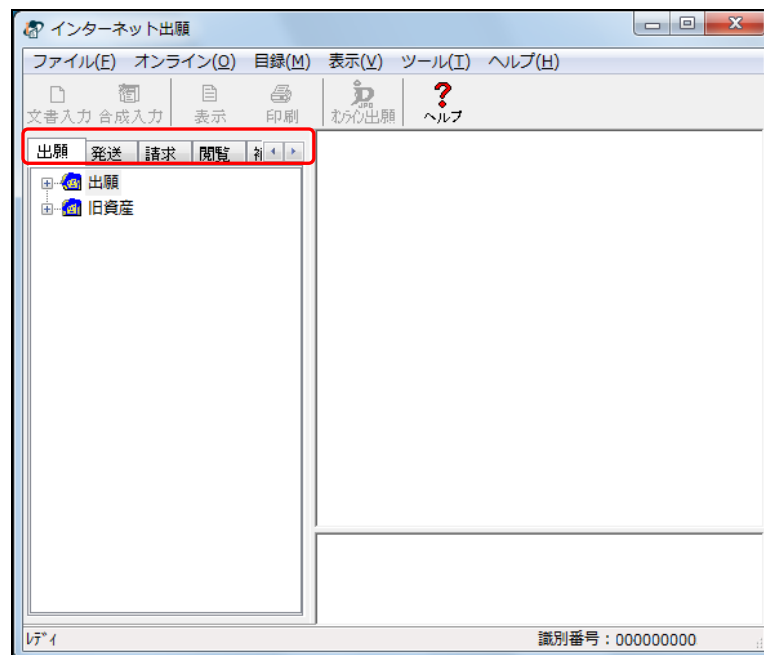 インターネット出願
ファイル(F) オンライン(O) 目録(M) 表示(V) ツール(T) ヘルプ(H)
文書入力 合成入力 表示 印刷 ｵﾝﾗｲﾝ出願 ヘルプ
出願 発送 請求 閲覧
出願
旧資産
ﾚﾃﾞｨ 識別番号：000000000